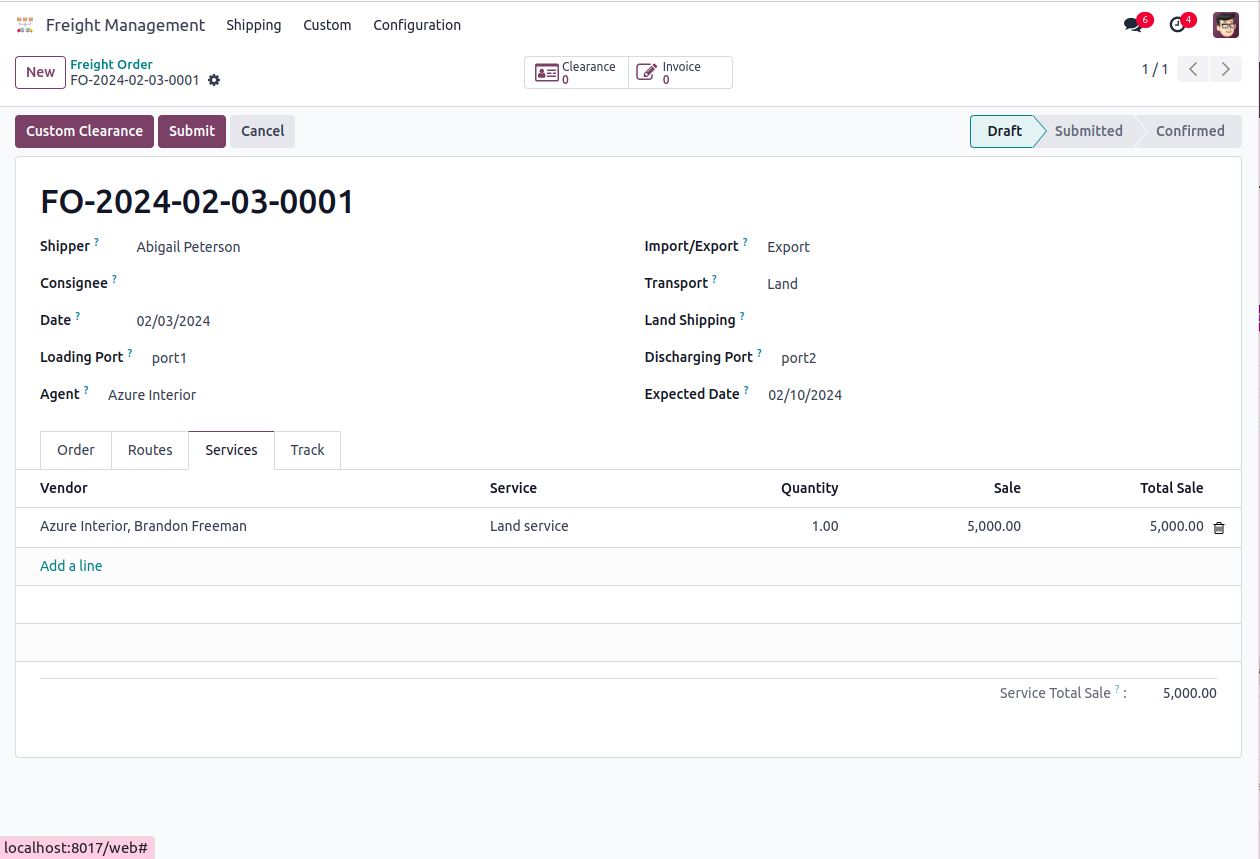 Freight Management Shipping Custom Configuration 6 4
New Freight Order
FO-2024-02-03-0001
Clearance
0
Invoice
0
1 / 1
Custom Clearance Submit Cancel Draft Submitted Confirmed
FO-2024-02-03-0001
Shipper ? Abigail Peterson Import/Export ? Export
Consignee ? Transport ? Land
Date ? 02/03/2024 Land Shipping ?
Loading Port ? port1 Discharging Port ? port2
Agent ? Azure Interior Expected Date ? 02/10/2024
Order Routes Services Track
Vendor Service Quantity Sale Total Sale
Azure Interior, Brandon Freeman Land service 1.00 5,000.00 5,000.00
Add a line
Service Total Sale ? : 5,000.00
localhost:8017/web#